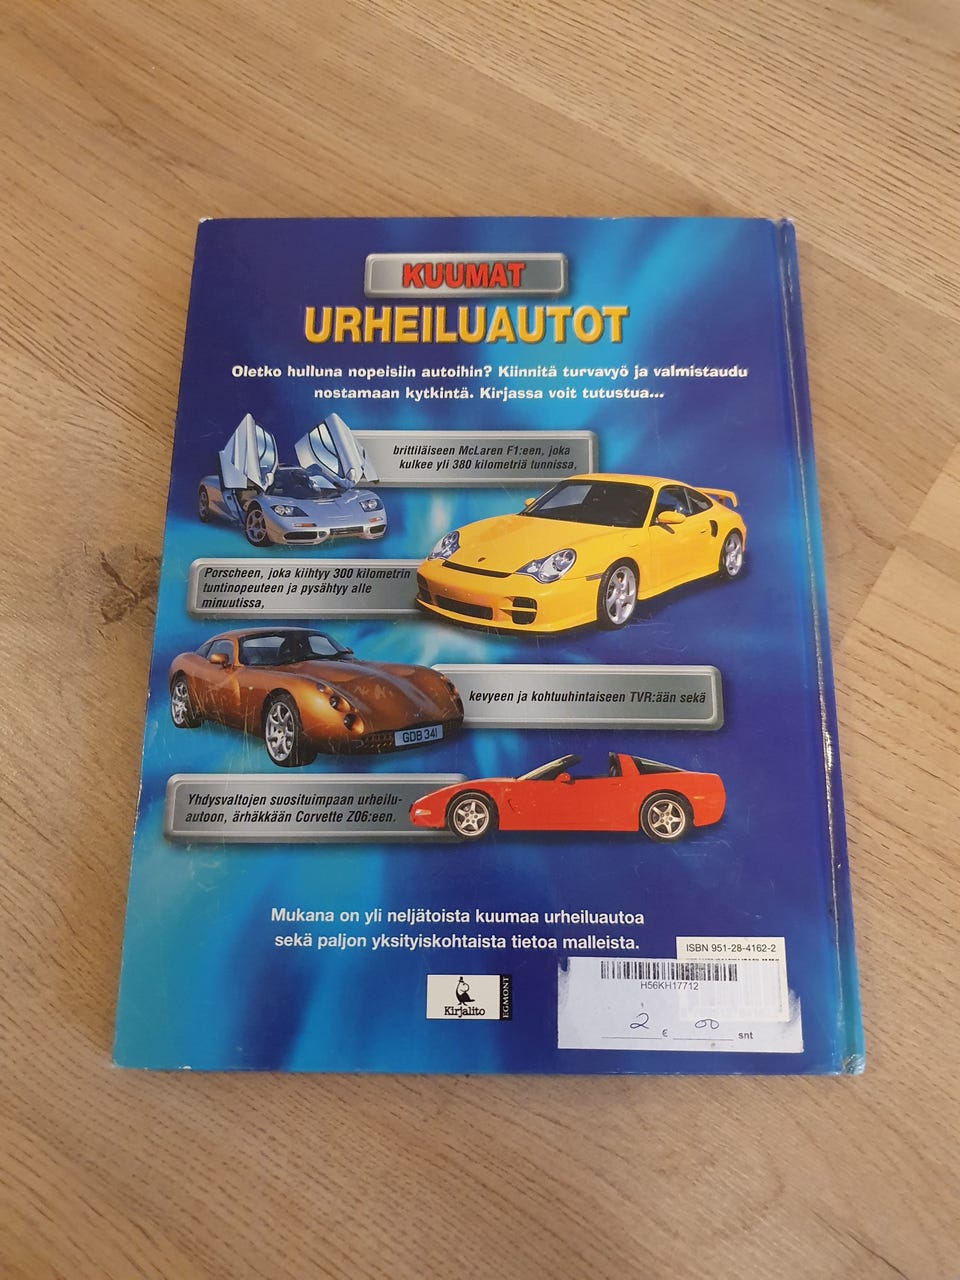 KUUMAT
URHEILUAUTOT
Oletko hulluna nopeisiin autoihin? Kiinnitä turvavyö ja valmistaudu
nostamaan kytkintä. Kirjassa voit tutustua...
brittiläiseen McLaren F1:een, joka
kulkee yli 380 kilometriä tunnissa,
Porscheen, joka kiihtyy 300 kilometrin
tuntinopeuteen ja pysähtyy alle
minuutissa,
kevyeen ja kohtuuhintaiseen TVR:ään sekä
GDB 341
Yhdysvaltojen suosituimpaan urheilu-
autoon, ärhäkkään Corvette Z06:een.
Mukana on yli neljätoista kuumaa urheiluautoa
sekä paljon yksityiskohtaista tietoa malleista.
Kirjalito
EGMONT
ISBN 951-28-4162-2
H56KH17712
2 € 00 snt